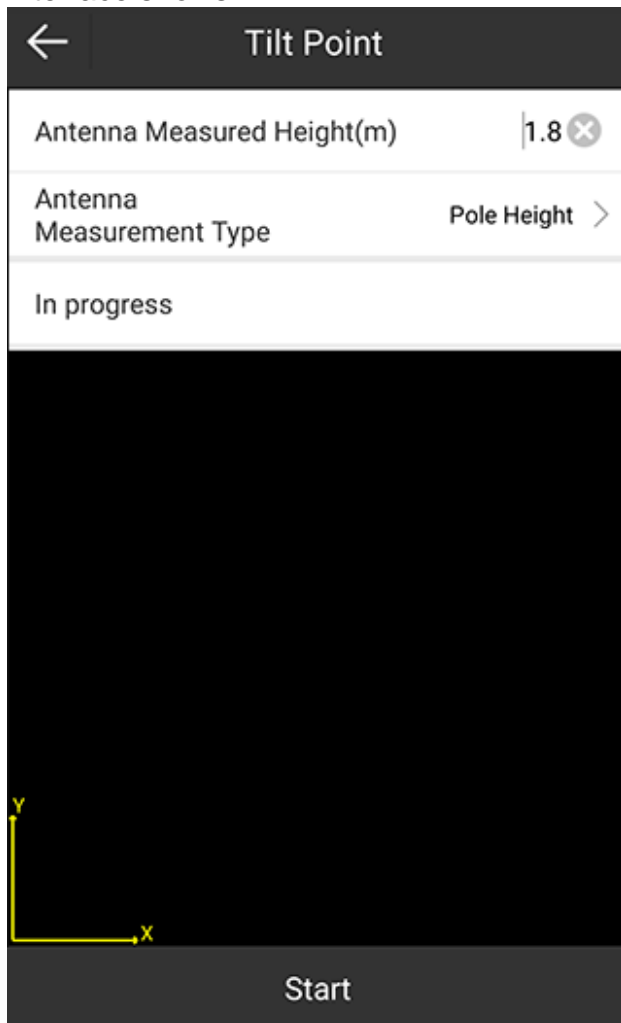 Tilt Point
Antenna Measured Height(m) 1.8
Antenna
Measurement Type Pole Height
In progress
Y
X
Start